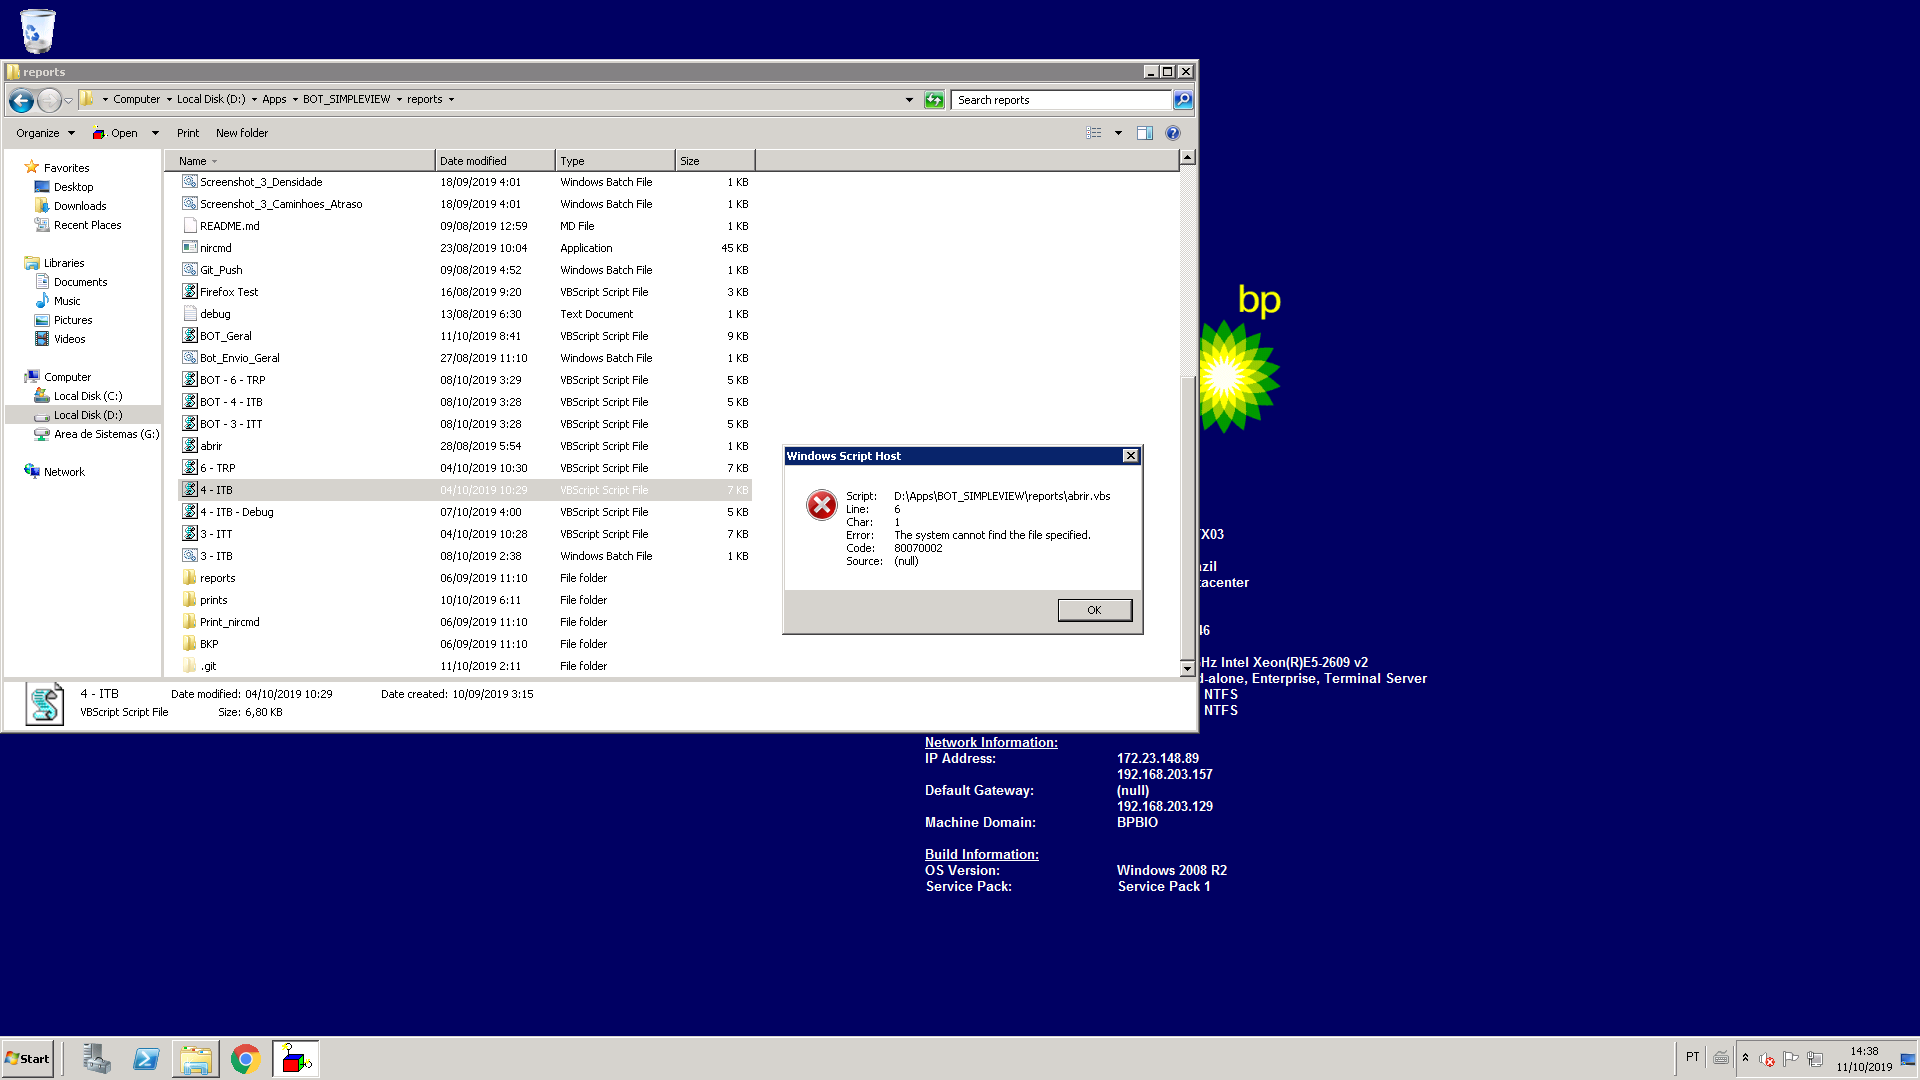 reports
Computer
Local Disk (D:)
Apps
BOT_SIMPLEVIEW
reports
Search reports
Organize
Open
Print
New folder
Favorites
Desktop
Downloads
Recent Places
Libraries
Documents
Music
Pictures
Videos
Computer
Local Disk (C:)
Local Disk (D:)
Area de Sistemas (G:)
Network
Name Date modified Type Size
Screenshot_3_Densidade 18/09/2019 4:01 Windows Batch File 1 KB
Screenshot_3_Caminhoes_Atraso 18/09/2019 4:01 Windows Batch File 1 KB
README.md 09/08/2019 12:59 MD File 1 KB
nircmd 23/08/2019 10:04 Application 45 KB
Git_Push 09/08/2019 4:52 Windows Batch File 1 KB
Firefox Test 16/08/2019 9:20 VBScript Script File 3 KB
debug 13/08/2019 6:30 Text Document 1 KB
BOT_Geral 11/10/2019 8:41 VBScript Script File 9 KB
Bot_Envio_Geral 27/08/2019 11:10 Windows Batch File 1 KB
BOT - 6 - TRP 08/10/2019 3:29 VBScript Script File 5 KB
BOT - 4 - ITB 08/10/2019 3:28 VBScript Script File 5 KB
BOT - 3 - ITT 08/10/2019 3:28 VBScript Script File 5 KB
abrir 28/08/2019 5:54 VBScript Script File 1 KB
6 - TRP 04/10/2019 10:30 VBScript Script File 7 KB
4 - ITB 04/10/2019 10:29 VBScript Script File 7 KB
4 - ITB - Debug 07/10/2019 4:00 VBScript Script File 5 KB
3 - ITT 04/10/2019 10:28 VBScript Script File 7 KB
3 - ITB 08/10/2019 2:38 Windows Batch File 1 KB
reports 06/09/2019 11:10 File folder
prints 10/10/2019 6:11 File folder
Print_nircmd 06/09/2019 11:10 File folder
BKP 06/09/2019 11:10 File folder
.git 11/10/2019 2:11 File folder
4 - ITB Date modified: 04/10/2019 10:29 Date created: 10/09/2019 3:15
VBScript Script File Size: 6,80 KB
Windows Script Host
Script: D:\Apps\BOT_SIMPLEVIEW\reports\abrir.vbs
Line: 6
Char: 1
Error: The system cannot find the file specified.
Code: 80070002
Source: (null)
OK
bp
X03
zil
tacenter
46
Hz Intel Xeon(R)E5-2609 v2
d-alone, Enterprise, Terminal Server
NTFS
NTFS
Network Information:
IP Address: 172.23.148.89
192.168.203.157
Default Gateway: (null)
192.168.203.129
Machine Domain: BPBIO
Build Information:
OS Version: Windows 2008 R2
Service Pack: Service Pack 1
Start
PT
14:38
11/10/2019